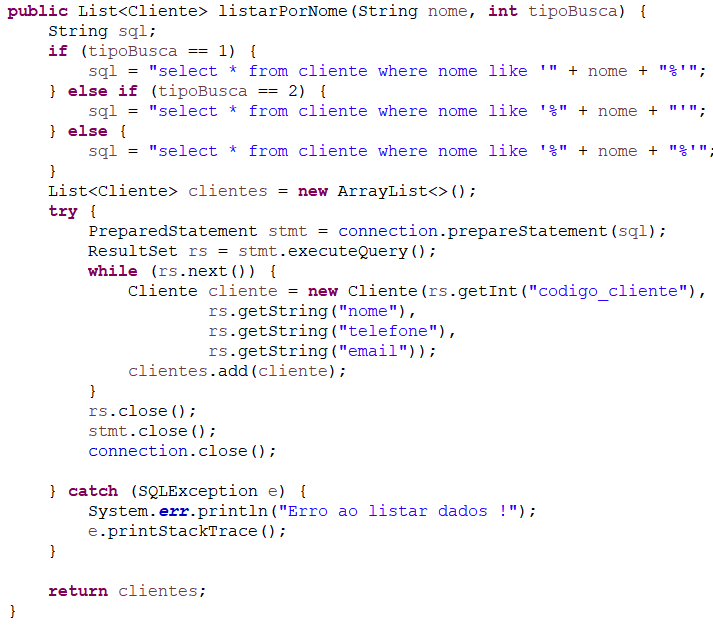 public List<Cliente> listarPorNome(String nome, int tipoBusca) {
    String sql;
    if (tipoBusca == 1) {
        sql = "select * from cliente where nome like '" + nome + "%'";
    } else if (tipoBusca == 2) {
        sql = "select * from cliente where nome like '%" + nome + "'";
    } else {
        sql = "select * from cliente where nome like '%" + nome + "%'";
    }
    List<Cliente> clientes = new ArrayList<>();
    try {
        PreparedStatement stmt = connection.prepareStatement(sql);
        ResultSet rs = stmt.executeQuery();
        while (rs.next()) {
            Cliente cliente = new Cliente(rs.getInt("codigo_cliente"),
                    rs.getString("nome"),
                    rs.getString("telefone"),
                    rs.getString("email"));
            clientes.add(cliente);
        }
        rs.close();
        stmt.close();
        connection.close();

    } catch (SQLException e) {
        System.err.println("Erro ao listar dados !");
        e.printStackTrace();
    }

    return clientes;
}